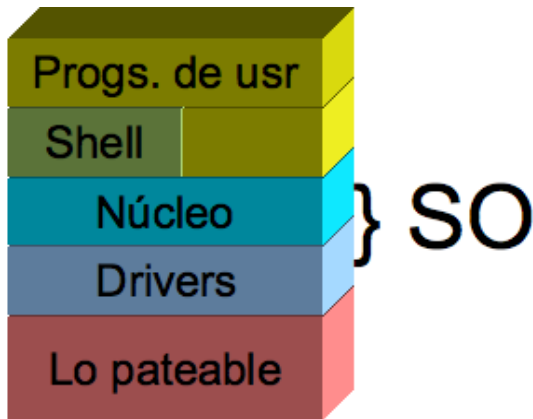 Progs. de usr
Shell
Núcleo
} SO
Drivers
Lo pateable